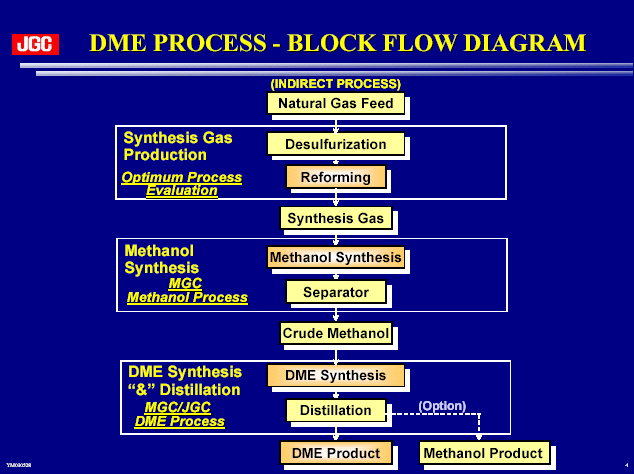 JGC
DME PROCESS - BLOCK FLOW DIAGRAM
(INDIRECT PROCESS)
Natural Gas Feed
Synthesis Gas
Production
Optimum Process
Evaluation
Desulfurization
Reforming
Synthesis Gas
Methanol
Synthesis
MGC
Methanol Process
Methanol Synthesis
Separator
Crude Methanol
DME Synthesis
“&” Distillation
MGC/JGC
DME Process
DME Synthesis
Distillation
(Option)
DME Product
Methanol Product
4